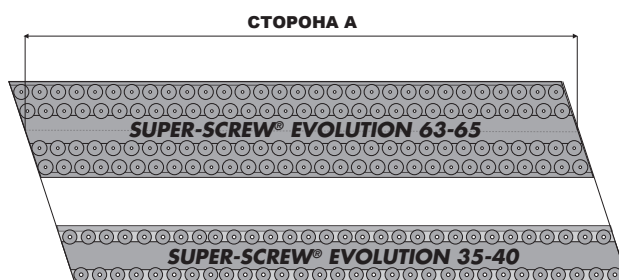 СТОРОНА А
SUPER-SCREW® EVOLUTION 63-65
SUPER-SCREW® EVOLUTION 35-40